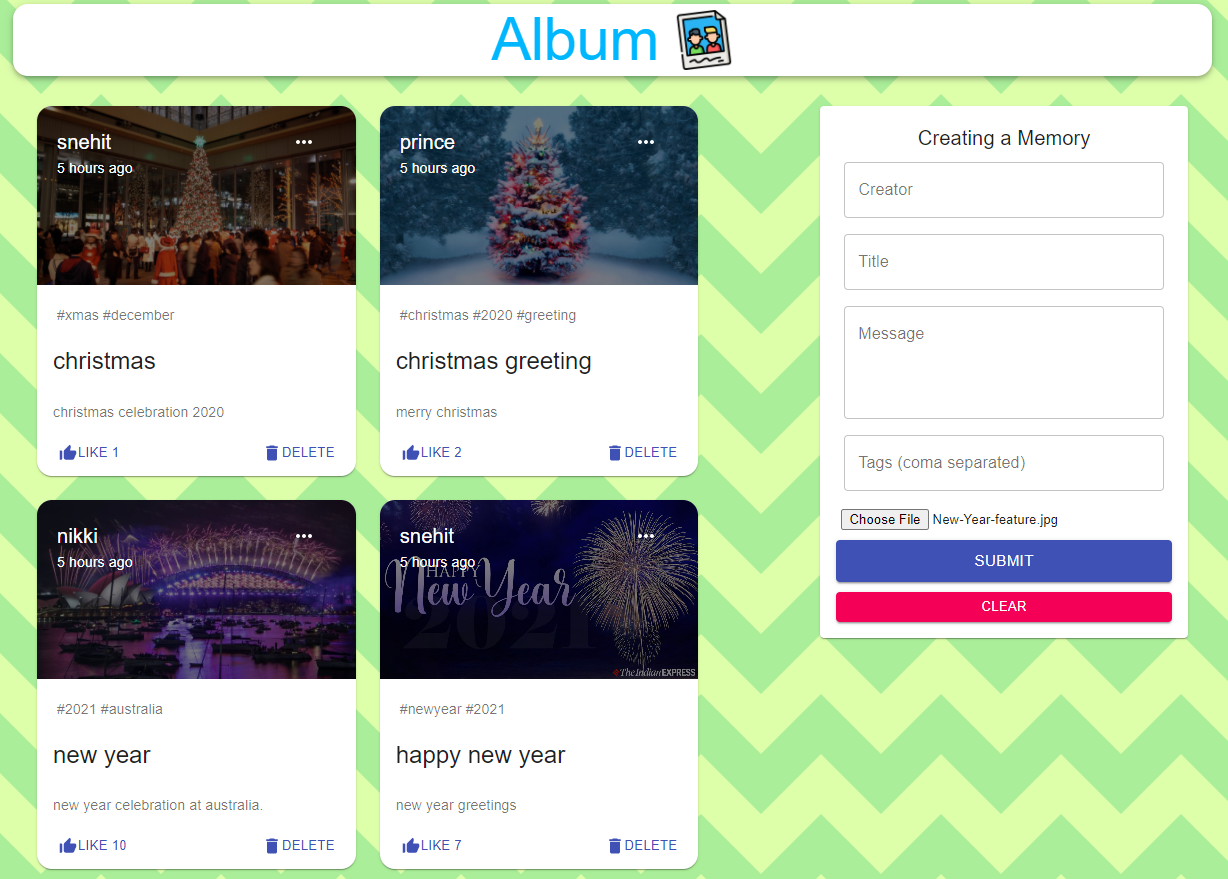 Album
snehit
5 hours ago
#xmas #december
christmas
christmas celebration 2020
LIKE 1
DELETE
prince
5 hours ago
#christmas #2020 #greeting
christmas greeting
merry christmas
LIKE 2
DELETE
nikki
5 hours ago
#2021 #australia
new year
new year celebration at australia.
LIKE 10
DELETE
snehit
5 hours ago
HAPPY
New Year
2021
The Indian EXPRESS
#newyear #2021
happy new year
new year greetings
LIKE 7
DELETE
Creating a Memory
Creator
Title
Message
Tags (coma separated)
Choose File New-Year-feature.jpg
SUBMIT
CLEAR